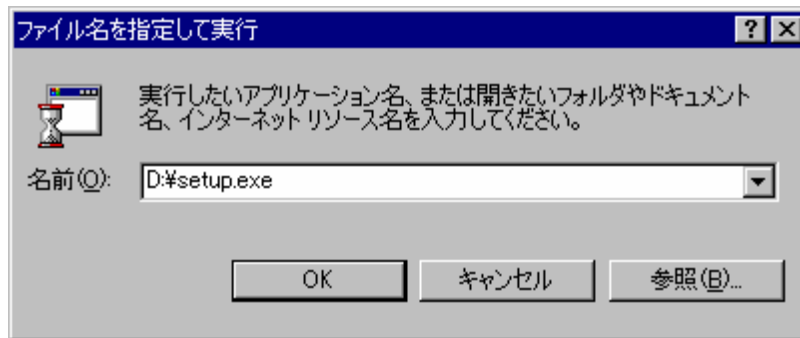 ファイル名を指定して実行
実行したいアプリケーション名、または開きたいフォルダやドキュメント
名、インターネット リソース名を入力してください。
名前(O): D:¥setup.exe
OK キャンセル 参照(B)...